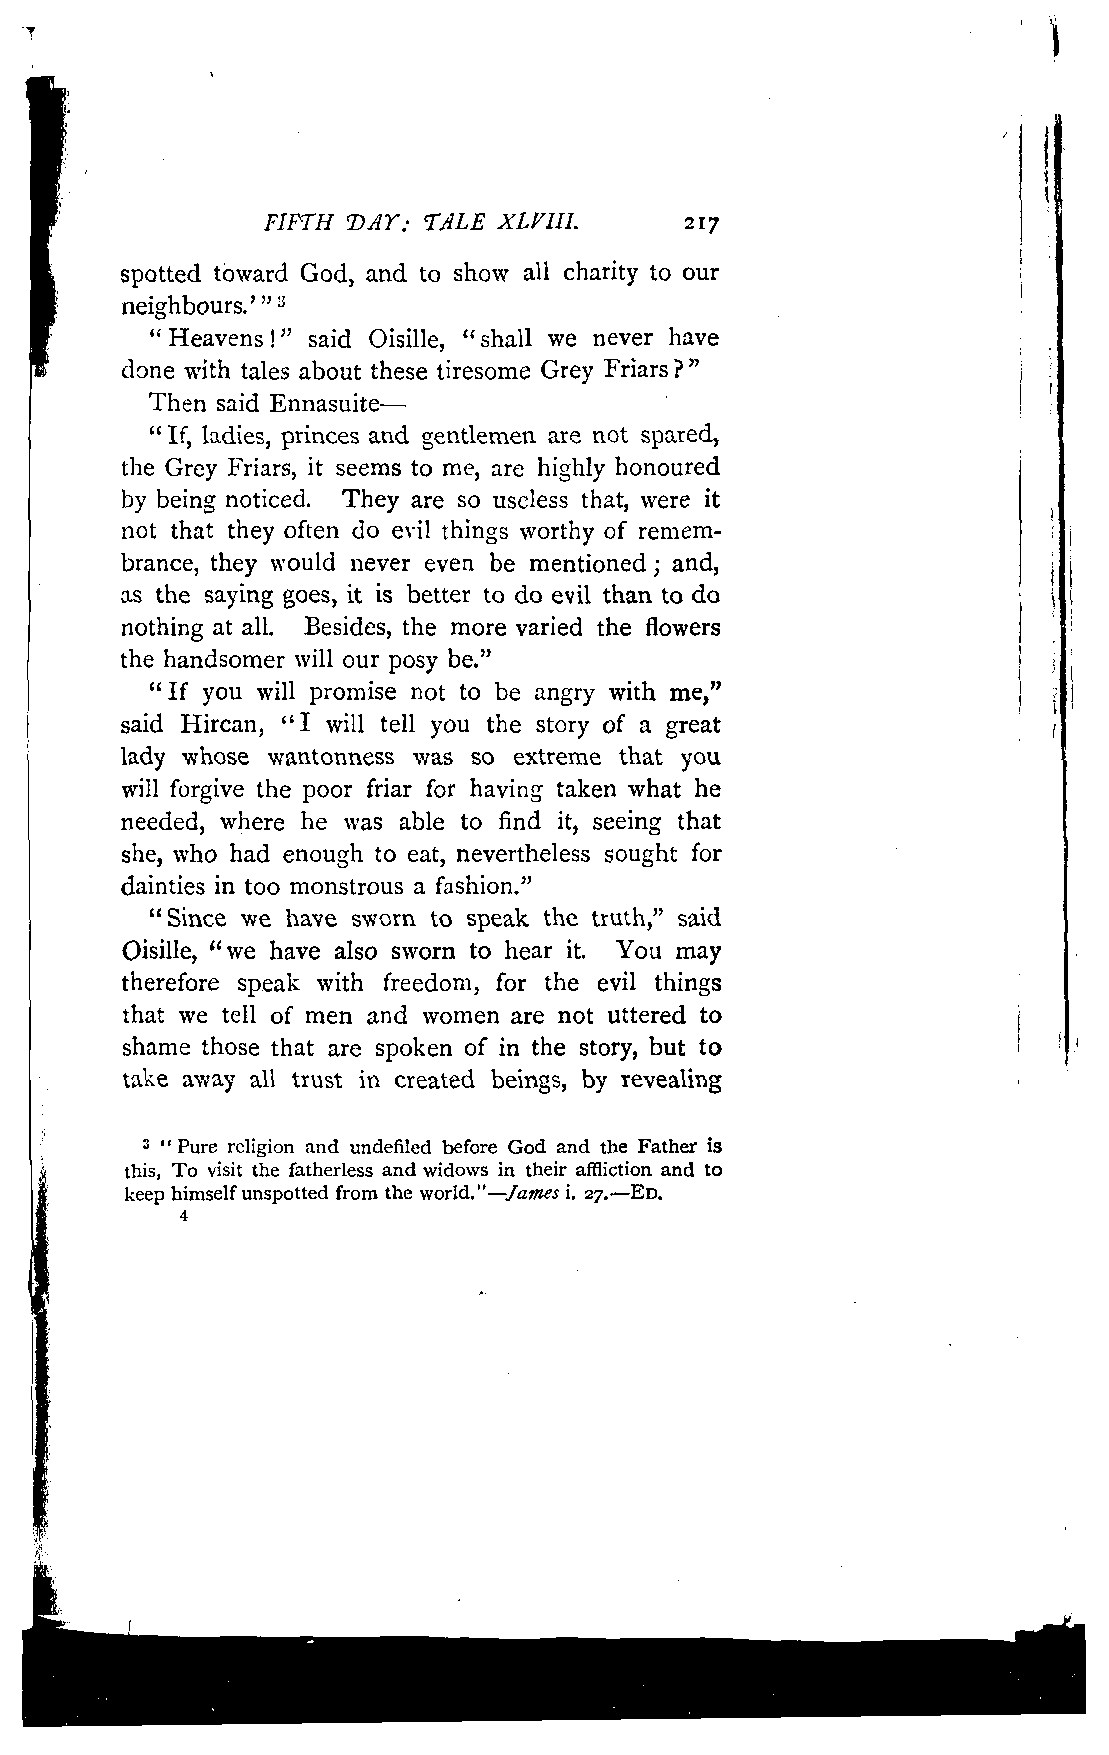 FIFTH DAY: TALE XLVIII. 217
spotted toward God, and to show all charity to our
neighbours.’” 3
“Heavens!” said Oisille, “shall we never have
done with tales about these tiresome Grey Friars?”
Then said Ennasuite—
“If, ladies, princes and gentlemen are not spared,
the Grey Friars, it seems to me, are highly honoured
by being noticed. They are so useless that, were it
not that they often do evil things worthy of remem-
brance, they would never even be mentioned; and,
as the saying goes, it is better to do evil than to do
nothing at all. Besides, the more varied the flowers
the handsomer will our posy be.”
“If you will promise not to be angry with me,”
said Hircan, “I will tell you the story of a great
lady whose wantonness was so extreme that you
will forgive the poor friar for having taken what he
needed, where he was able to find it, seeing that
she, who had enough to eat, nevertheless sought for
dainties in too monstrous a fashion.”
“Since we have sworn to speak the truth,” said
Oisille, “we have also sworn to hear it. You may
therefore speak with freedom, for the evil things
that we tell of men and women are not uttered to
shame those that are spoken of in the story, but to
take away all trust in created beings, by revealing
3 “Pure religion and undefiled before God and the Father is
this, To visit the fatherless and widows in their affliction and to
keep himself unspotted from the world.”—James i. 27.—ED.
4